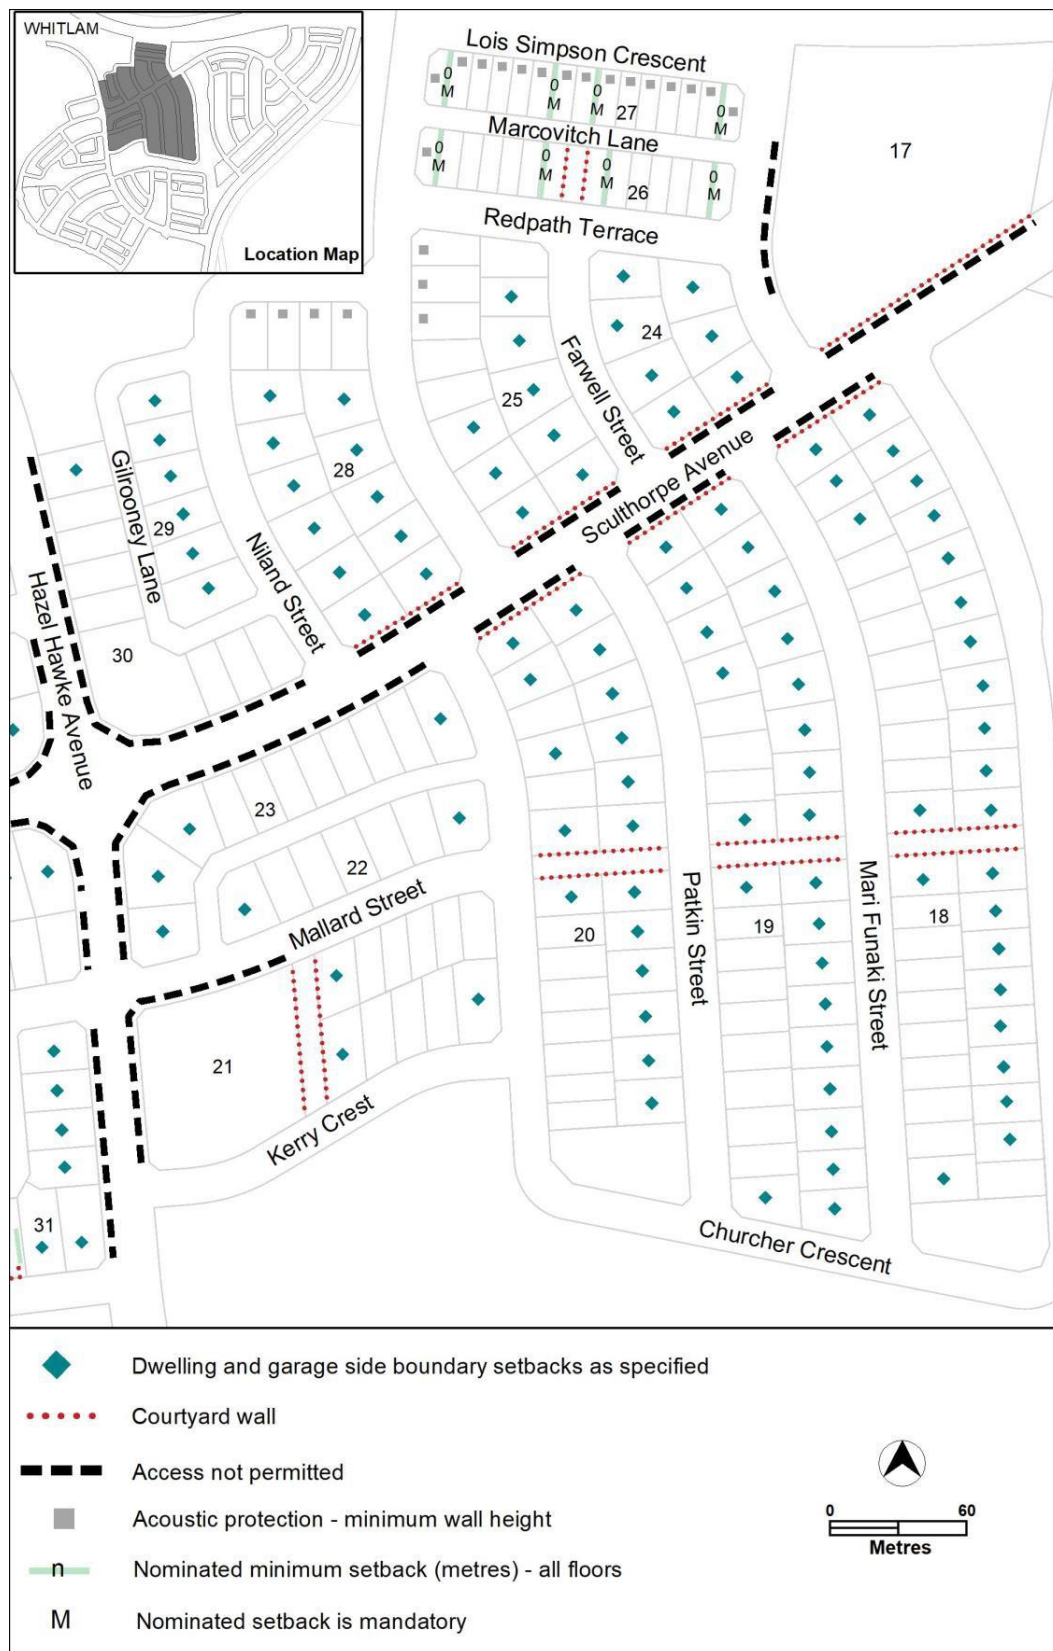 WHITLAM
Location Map
Lois Simpson Crescent
0
M
0
M
0
M
0
M
27
Marcovitch Lane
0
M
0
M
0
M
0
M
26
Redpath Terrace
17
24
Farwell Street
25
Sculthorpe Avenue
28
Gilrooney Lane
29
Niland Street
Hazel Hawke Avenue
30
23
22
Mallard Street
20
Patkin Street
19
Mari Funaki Street
18
21
Kerry Crest
31
Churcher Crescent
Dwelling and garage side boundary setbacks as specified
Courtyard wall
Access not permitted
Acoustic protection - minimum wall height
n
Nominated minimum setback (metres) - all floors
M
Nominated setback is mandatory
0
60
Metres